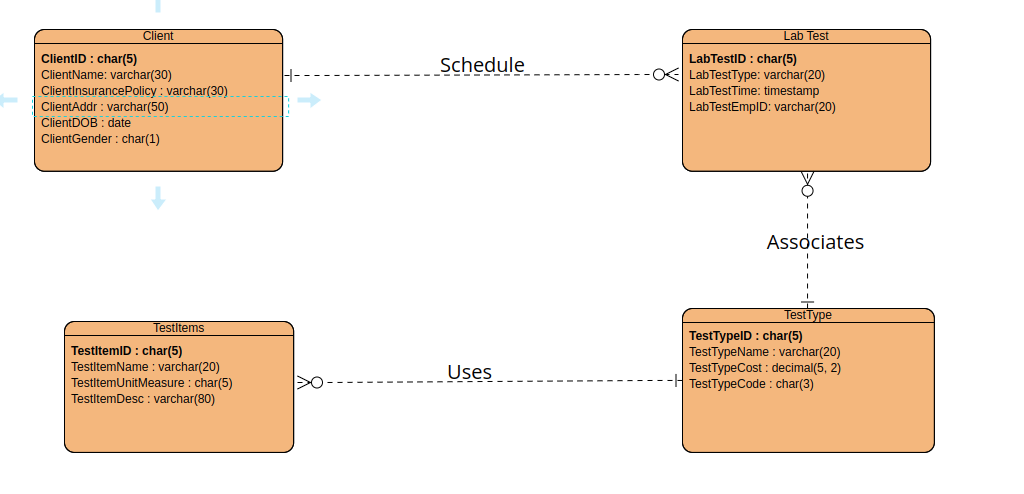 Client
ClientID : char(5)
ClientName: varchar(30)
ClientInsurancePolicy : varchar(30)
ClientAddr : varchar(50)
ClientDOB : date
ClientGender : char(1)
Schedule
Lab Test
LabTestID : char(5)
LabTestType: varchar(20)
LabTestTime: timestamp
LabTestEmpID: varchar(20)
Associates
TestItems
TestItemID : char(5)
TestItemName : varchar(20)
TestItemUnitMeasure : char(5)
TestItemDesc : varchar(80)
Uses
TestType
TestTypeID : char(5)
TestTypeName : varchar(20)
TestTypeCost : decimal(5, 2)
TestTypeCode : char(3)